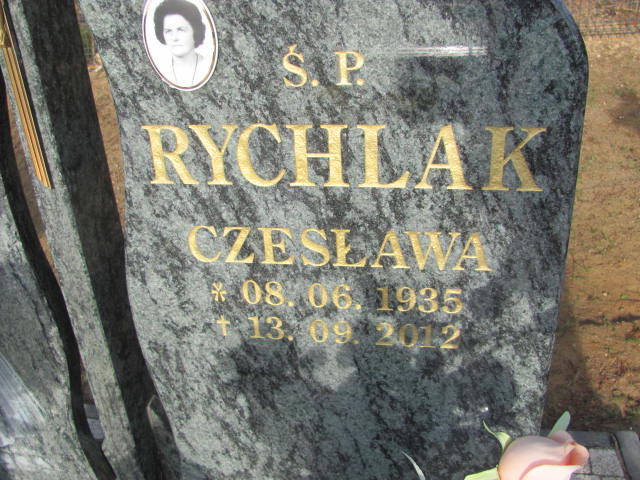 Ś. P.
RYCHLAK
CZESŁAWA
* 08. 06. 1935
† 13. 09. 2012